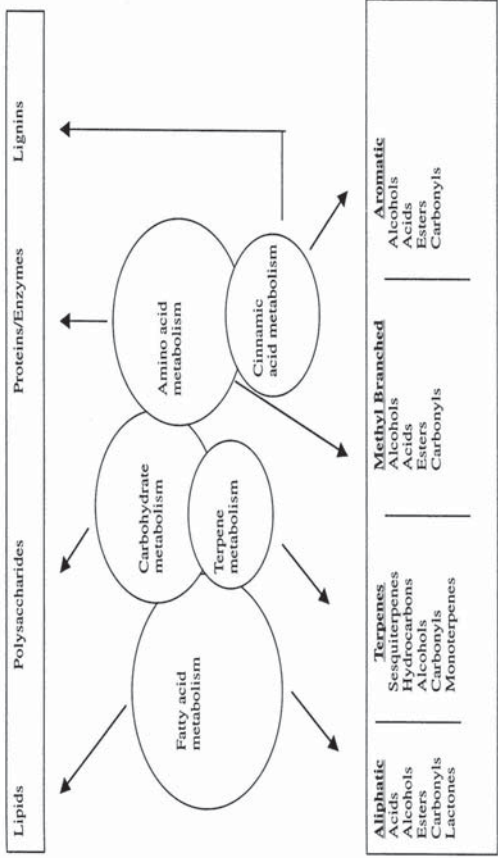 Lipids Polysaccharides Proteins/Enzymes Lignins
Fatty acid
metabolism
Carbohydrate
metabolism
Terpene
metabolism
Amino acid
metabolism
Cinnamic
acid metabolism
Aliphatic
Acids
Alcohols
Esters
Carbonyls
Lactones
Terpenes
Sesquiterpenes
Hydrocarbons
Alcohols
Carbonyls
Monoterpenes
Methyl Branched
Alcohols
Acids
Esters
Carbonyls
Aromatic
Alcohols
Acids
Esters
Carbonyls